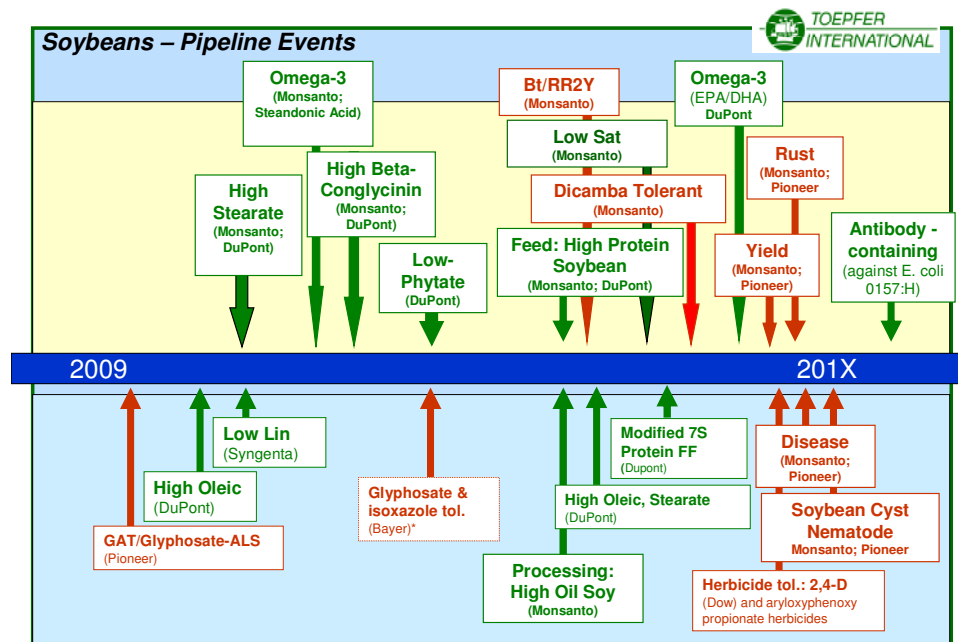 Soybeans – Pipeline Events
TOEPFER
INTERNATIONAL
Omega-3
(Monsanto;
Steandonic Acid)
Bt/RR2Y
(Monsanto)
Omega-3
(EPA/DHA)
DuPont
Low Sat
(Monsanto)
High Beta-
Conglycinin
(Monsanto;
DuPont)
Rust
(Monsanto;
Pioneer
High
Stearate
(Monsanto;
DuPont)
Dicamba Tolerant
(Monsanto)
Antibody -
containing
(against E. coli
0157:H)
Low-
Phytate
(DuPont)
Feed: High Protein
Soybean
(Monsanto; DuPont)
Yield
(Monsanto;
Pioneer)
2009
201X
Low Lin
(Syngenta)
Modified 7S
Protein FF
(Dupont)
Disease
(Monsanto;
Pioneer)
High Oleic
(DuPont)
Glyphosate &
isoxazole tol.
(Bayer)*
High Oleic, Stearate
(DuPont)
Soybean Cyst
Nematode
Monsanto; Pioneer
GAT/Glyphosate-ALS
(Pioneer)
Processing:
High Oil Soy
(Monsanto)
Herbicide tol.: 2,4-D
(Dow) and aryloxyphenoxy
propionate herbicides